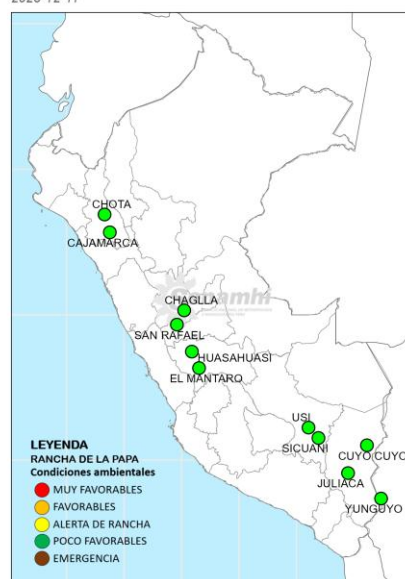 CHOTA
CAJAMARCA
CHAGLLA
Senamhi
SAN RAFAEL
HUASAHUASI
EL MANTARO
USI
SICUANI
CUYO CUYO
JULIACA
YUNGUYO
LEYENDA
RANCHA DE LA PAPA
Condiciones ambientales
MUY FAVORABLES
FAVORABLES
ALERTA DE RANCHA
POCO FAVORABLES
EMERGENCIA